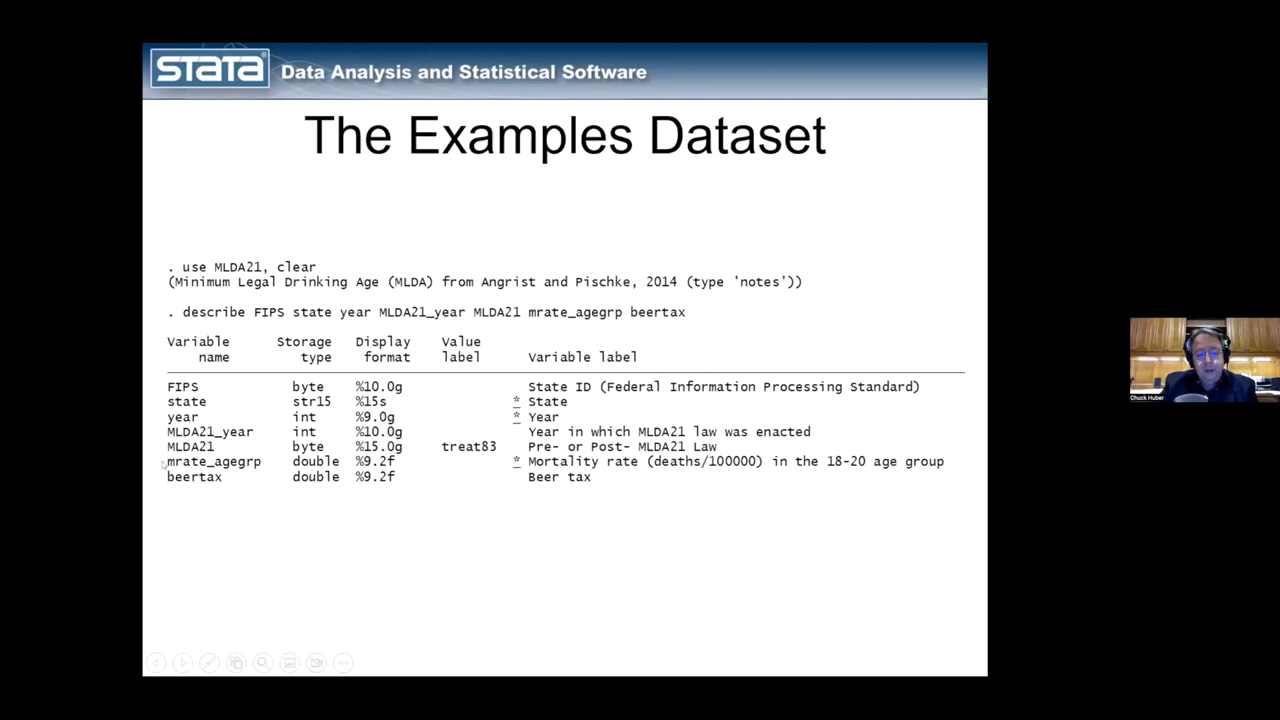 stata Data Analysis and Statistical Software
The Examples Dataset
. use MLDA21, clear
(Minimum Legal Drinking Age (MLDA) from Angrist and Pischke, 2014 (type 'notes'))
. describe FIPS state year MLDA21_year MLDA21 mrate_agegrp beertax
Variable Storage Display Value
name type format label Variable label
FIPS byte %10.0g State ID (Federal Information Processing Standard)
state str15 %15s * State
year int %9.0g * Year
MLDA21_year int %10.0g Year in which MLDA21 law was enacted
MLDA21 byte %15.0g treat83 Pre- or Post- MLDA21 Law
mrate_agegrp double %9.2f * Mortality rate (deaths/100000) in the 18-20 age group
beertax double %9.2f Beer tax
Chuck Huber